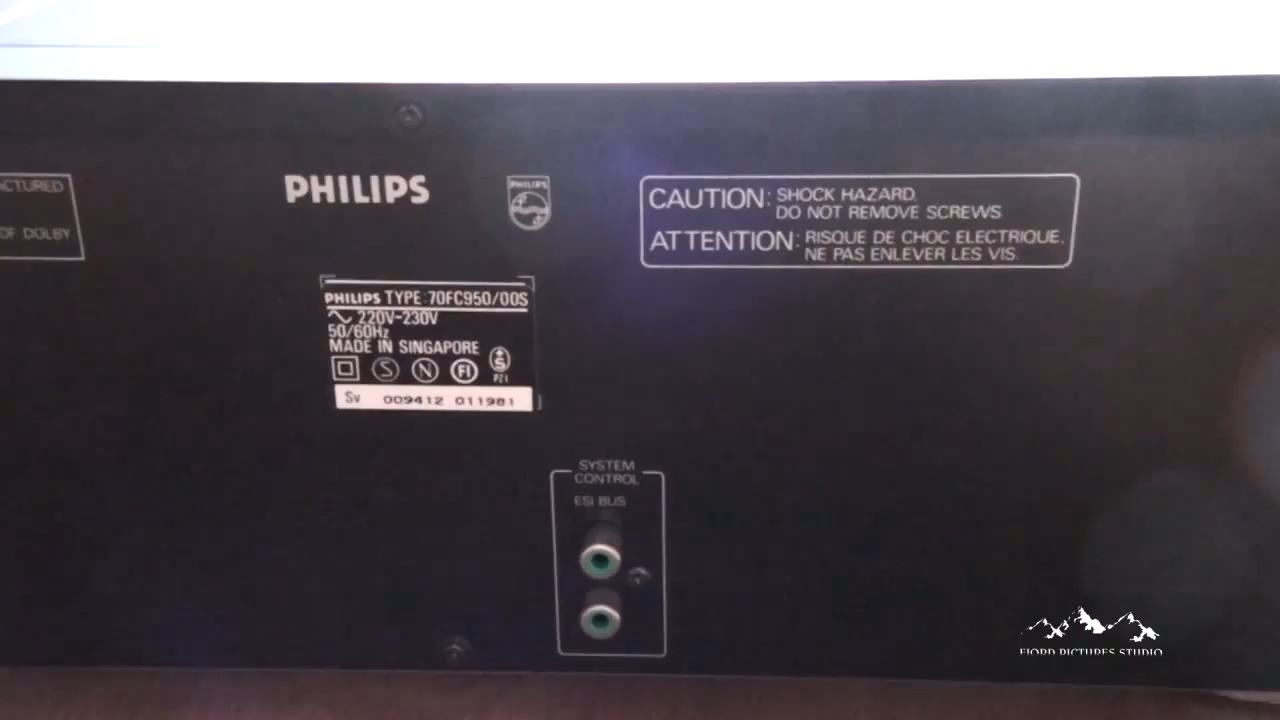 CTURED
OF DOLBY
PHILIPS
PHILIPS
CAUTION: SHOCK HAZARD.
DO NOT REMOVE SCREWS
ATTENTION: RISQUE DE CHOC ELECTRIQUE.
NE PAS ENLEVER LES VIS.
PHILIPS TYPE:70FC950/00S
220V-230V
50/60Hz
MADE IN SINGAPORE
S N FI S
PZ I
Sv 009412 011981
SYSTEM
CONTROL
ESI BUS
FJORD PICTURES STUDIO